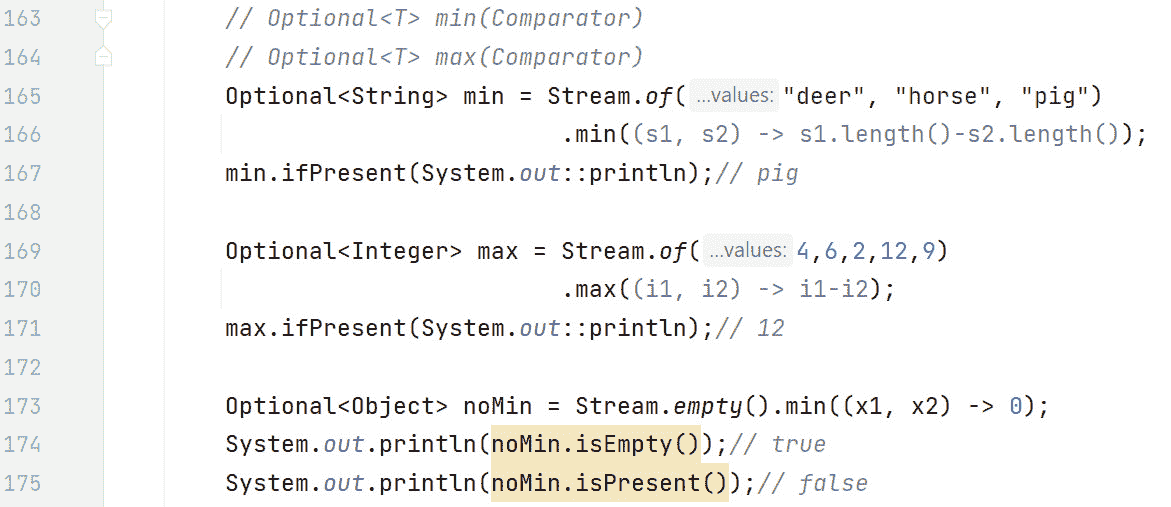 163 // Optional<T> min(Comparator)
164 // Optional<T> max(Comparator)
165 Optional<String> min = Stream.of( ...values: "deer", "horse", "pig")
166 .min((s1, s2) -> s1.length()-s2.length());
167 min.ifPresent(System.out::println);// pig
168
169 Optional<Integer> max = Stream.of( ...values: 4,6,2,12,9)
170 .max((i1, i2) -> i1-i2);
171 max.ifPresent(System.out::println);// 12
172
173 Optional<Object> noMin = Stream.empty().min((x1, x2) -> 0);
174 System.out.println(noMin.isEmpty());// true
175 System.out.println(noMin.isPresent());// false